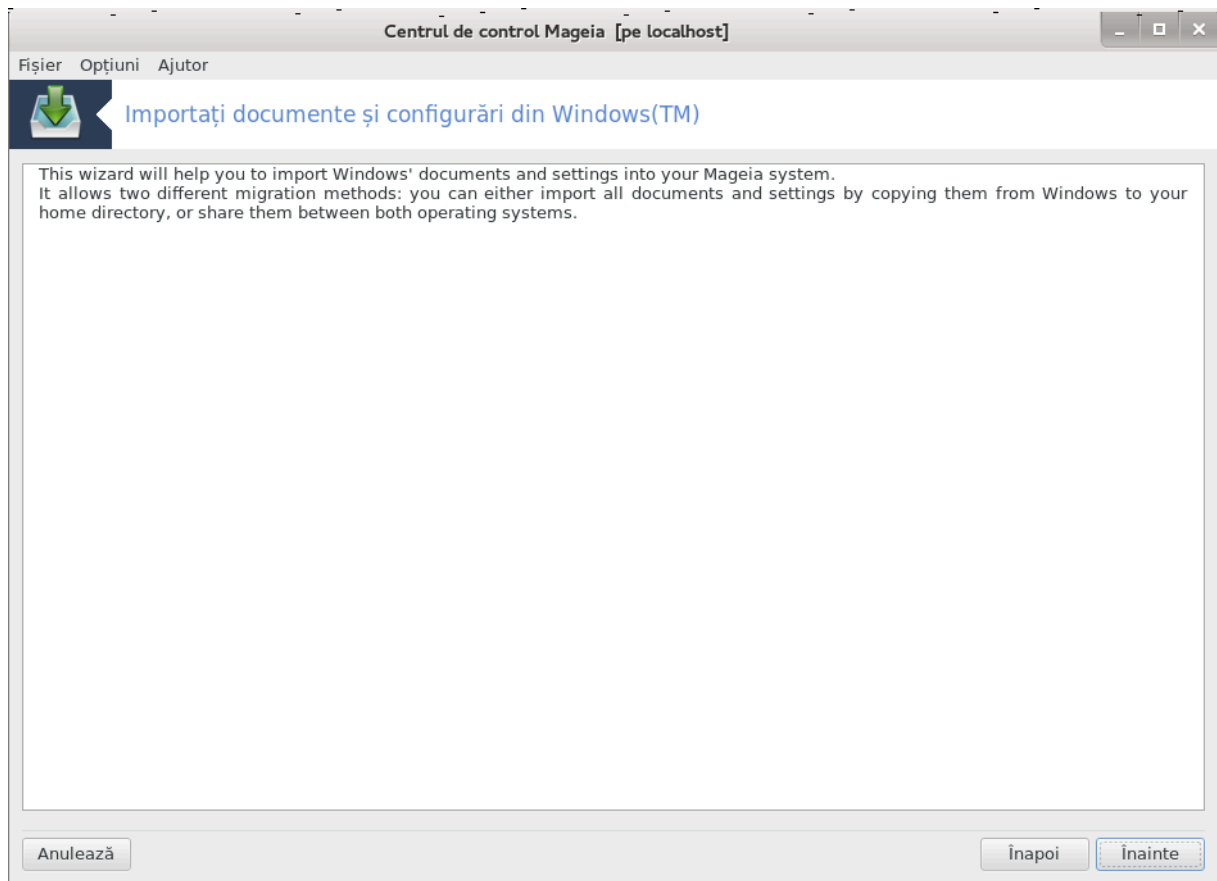 Centrul de control Mageia [pe localhost]
Fișier Opțiuni Ajutor
Importați documente și configurări din Windows(TM)
This wizard will help you to import Windows' documents and settings into your Mageia system.
It allows two different migration methods: you can either import all documents and settings by copying them from Windows to your
home directory, or share them between both operating systems.
Anulează Înapoi Înainte